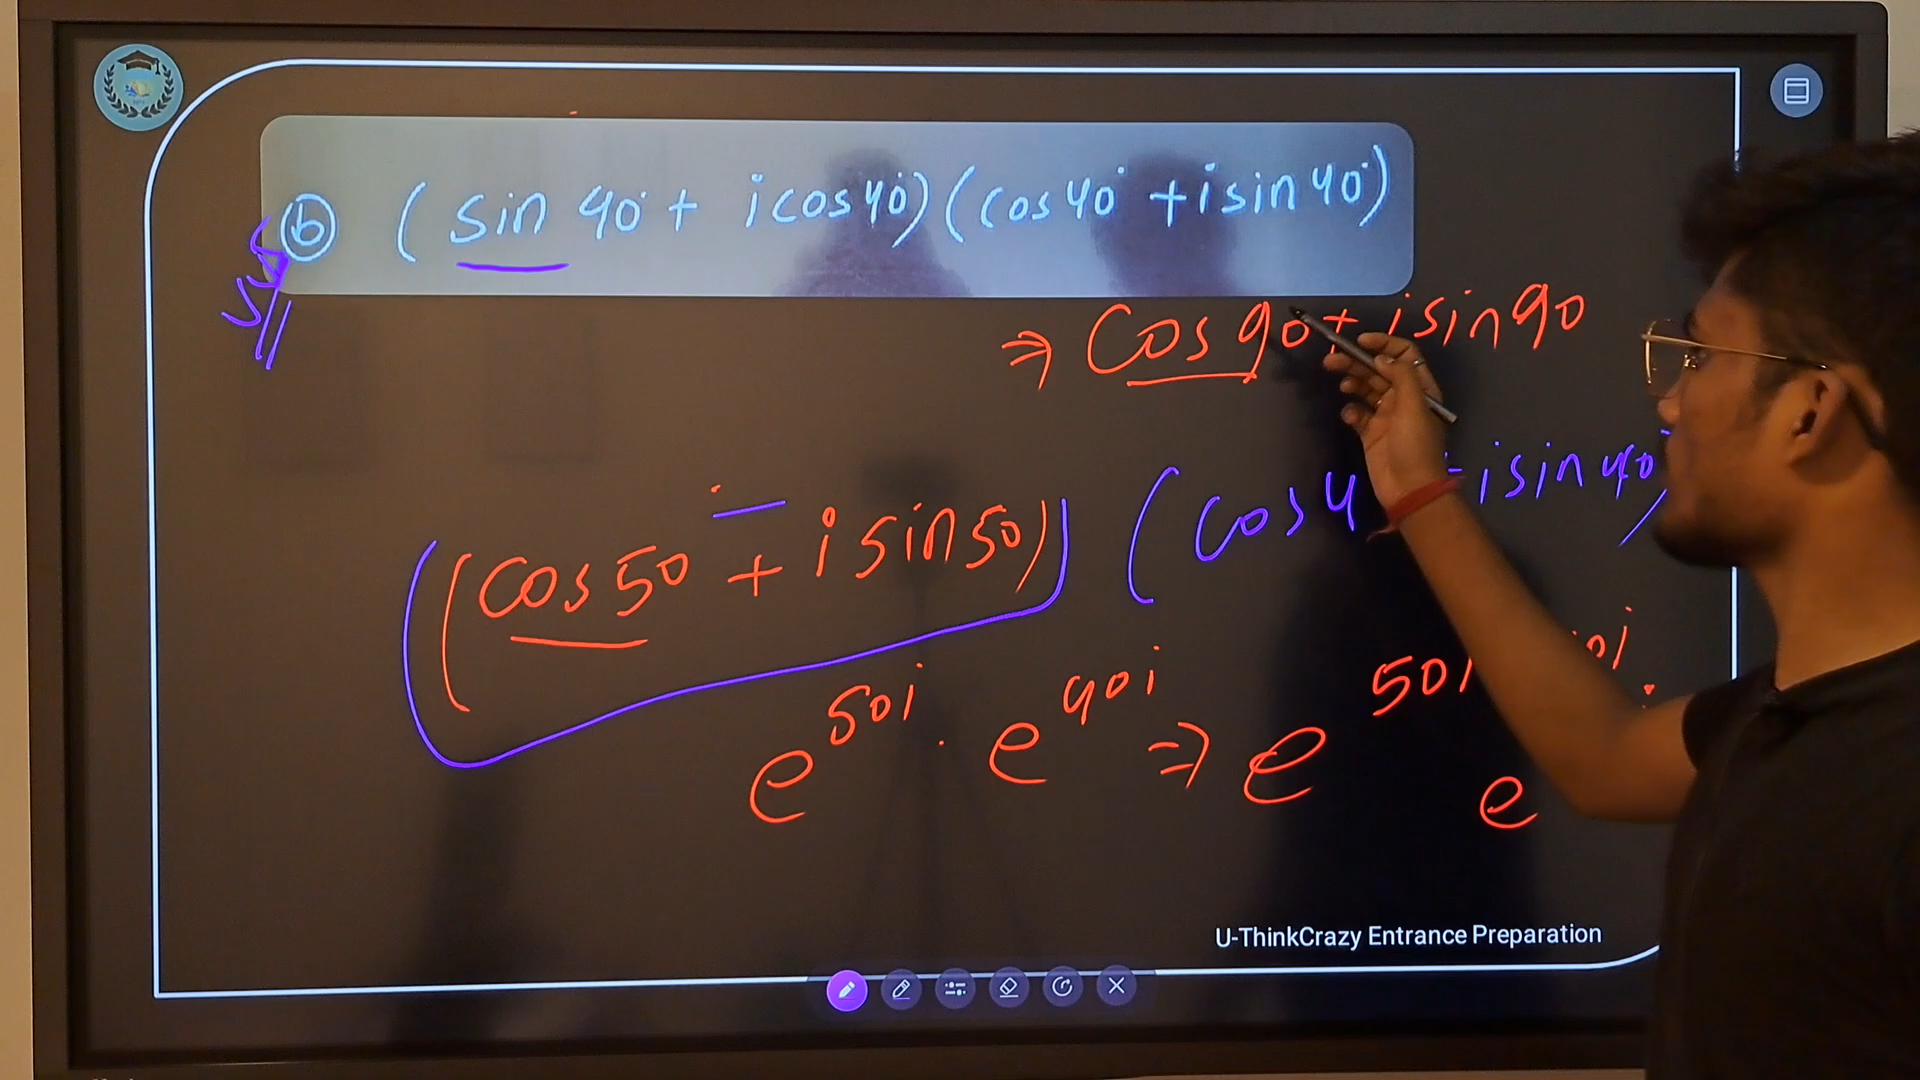 (b) (sin 40° + i cos 40°) (cos 40° + i sin 40°)
⇒ Cos 90 + i sin 90
((cos 50 + i sin 50)) (cos 4 i sin 40)
e^50i . e^40i ⇒ e^50i
e
U-ThinkCrazy Entrance Preparation